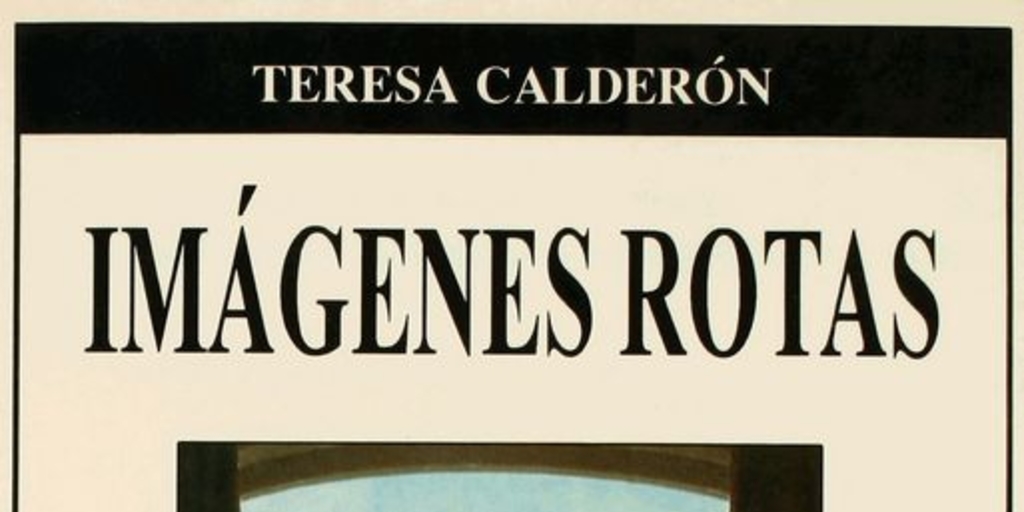 TERESA CALDERÓN
IMÁGENES ROTAS